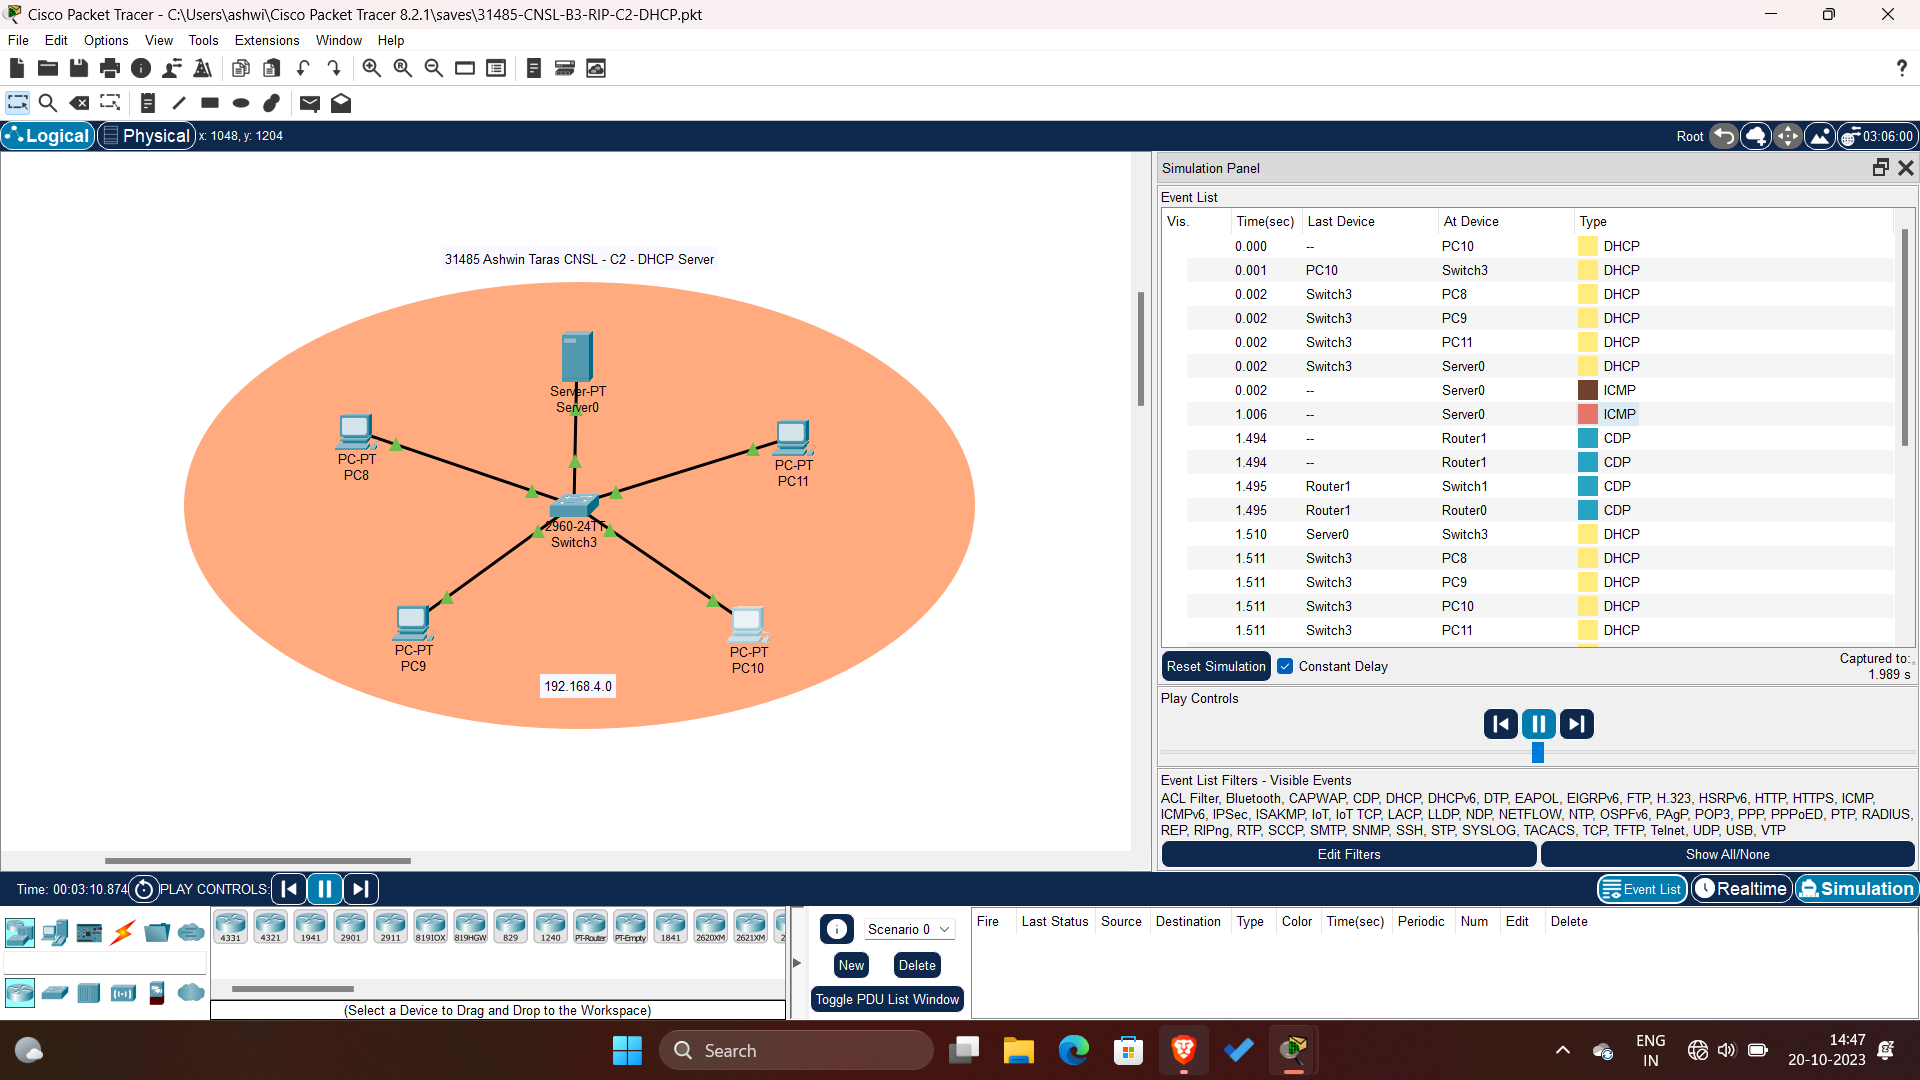 Cisco Packet Tracer - C:\Users\ashwi\Cisco Packet Tracer 8.2.1\saves\31485-CNSL-B3-RIP-C2-DHCP.pkt
File Edit Options View Tools Extensions Window Help
?
Logical Physical x: 1048, y: 1204 Root 03:06:00
31485 Ashwin Taras CNSL - C2 - DHCP Server
Server-PT
Server0
PC-PT
PC8
PC-PT
PC11
2960-24TT
Switch3
PC-PT
PC9
PC-PT
PC10
192.168.4.0
Simulation Panel
Event List
Vis. Time(sec) Last Device At Device Type
0.000 -- PC10 DHCP
0.001 PC10 Switch3 DHCP
0.002 Switch3 PC8 DHCP
0.002 Switch3 PC9 DHCP
0.002 Switch3 PC11 DHCP
0.002 Switch3 Server0 DHCP
0.002 -- Server0 ICMP
1.006 -- Server0 ICMP
1.494 -- Router1 CDP
1.494 -- Router1 CDP
1.495 Router1 Switch1 CDP
1.495 Router1 Router0 CDP
1.510 Server0 Switch3 DHCP
1.511 Switch3 PC8 DHCP
1.511 Switch3 PC9 DHCP
1.511 Switch3 PC10 DHCP
1.511 Switch3 PC11 DHCP
Reset Simulation Constant Delay Captured to:
1.989 s
Play Controls
Event List Filters - Visible Events
ACL Filter, Bluetooth, CAPWAP, CDP, DHCP, DHCPv6, DTP, EAPOL, EIGRPv6, FTP, H.323, HSRPv6, HTTP, HTTPS, ICMP,
ICMPv6, IPSec, ISAKMP, IoT, IoT TCP, LACP, LLDP, NDP, NETFLOW, NTP, OSPFv6, PAgP, POP3, PPP, PPPoED, PTP, RADIUS,
REP, RIPng, RTP, SCCP, SMTP, SNMP, SSH, STP, SYSLOG, TACACS, TCP, TFTP, Telnet, UDP, USB, VTP
Edit Filters Show All/None
Time: 00:03:10.874 PLAY CONTROLS: Event List Realtime Simulation
4331 4321 1941 2901 2911 819IOX 819HGW 829 1240 PT-Router PT-Empty 1841 2620XM 2621XM 2
(Select a Device to Drag and Drop to the Workspace)
Scenario 0
New Delete
Toggle PDU List Window
Fire Last Status Source Destination Type Color Time(sec) Periodic Num Edit Delete
Search
ENG
IN
14:47
20-10-2023